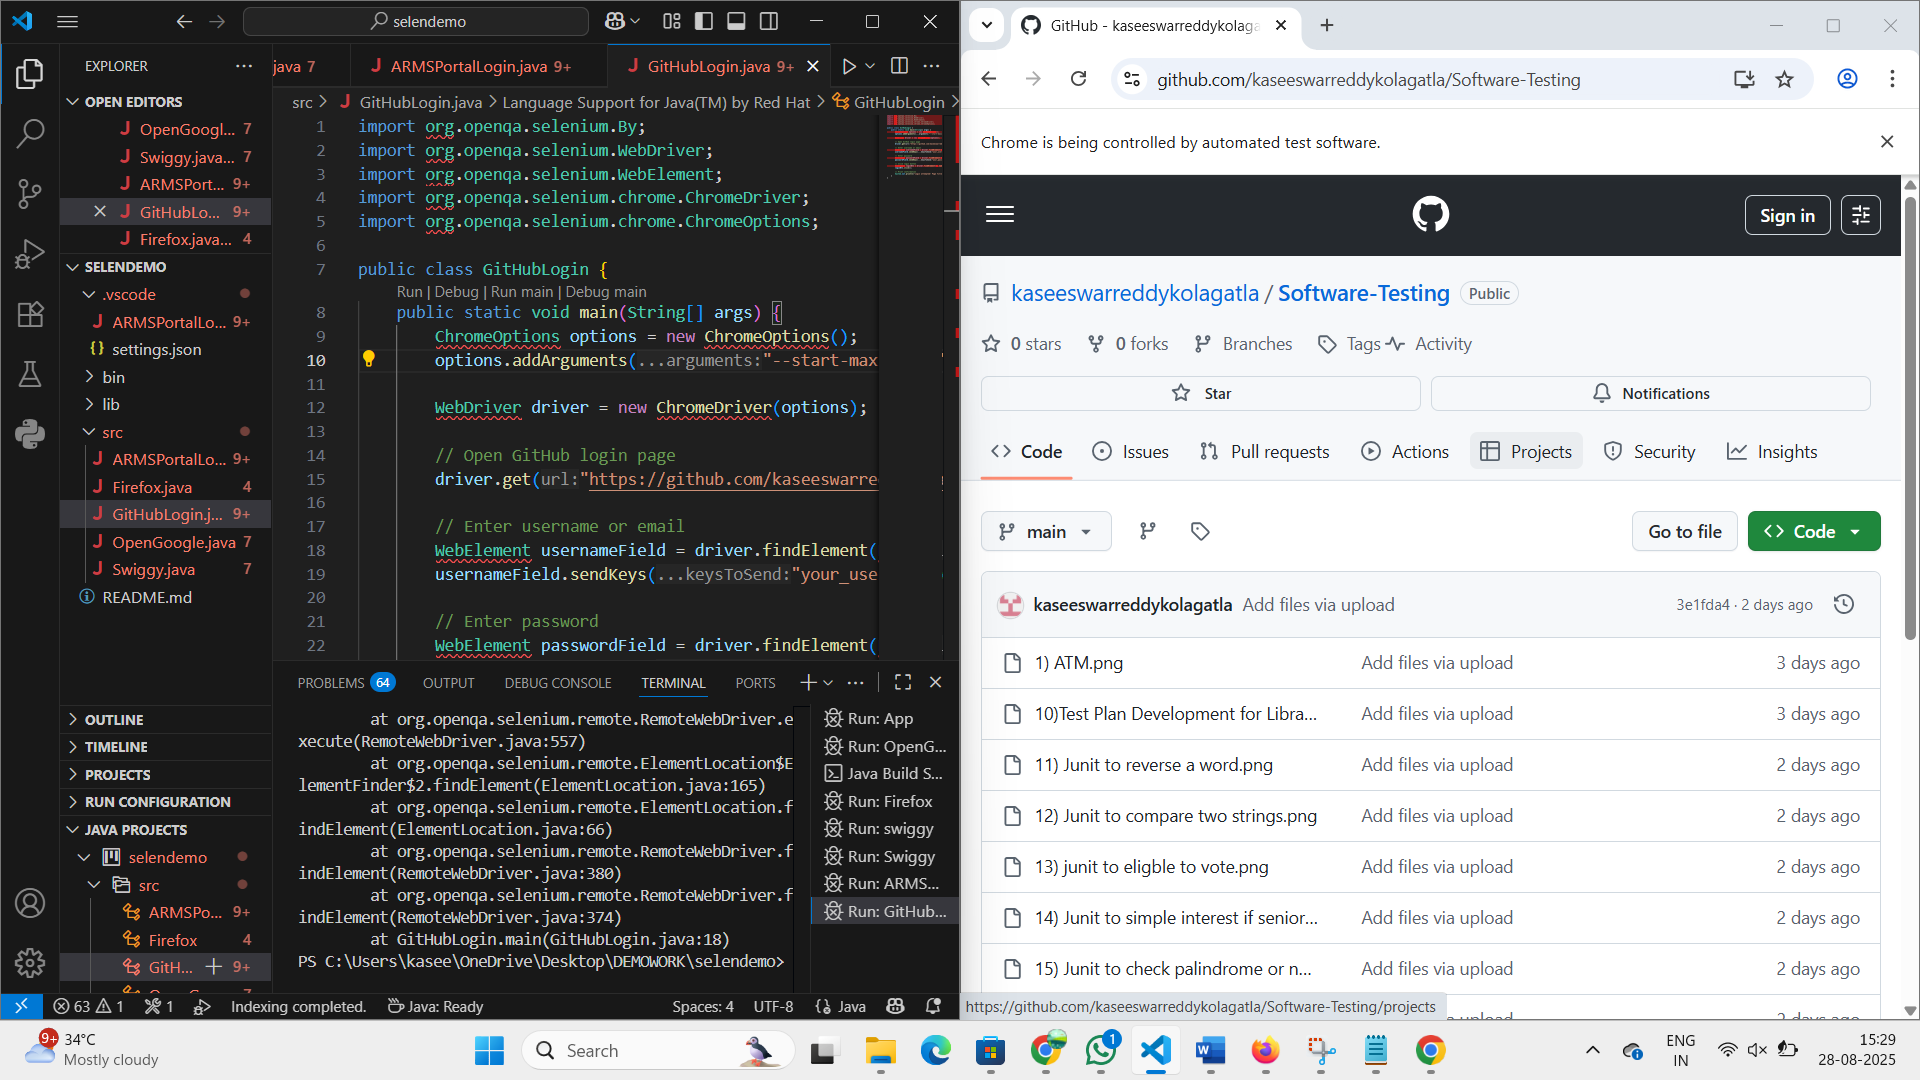 selendemo
EXPLORER
OPEN EDITORS
OpenGoogl... 7
Swiggy.java... 7
ARMSPort... 9+
GitHubLo... 9+
Firefox.java... 4
SELENDEMO
.vscode
ARMSPortalLo... 9+
settings.json
bin
lib
src
ARMSPortalLo... 9+
Firefox.java 4
GitHubLogin.j... 9+
OpenGoogle.java 7
Swiggy.java 7
README.md
OUTLINE
TIMELINE
PROJECTS
RUN CONFIGURATION
JAVA PROJECTS
selendemo
src
ARMSPo... 9+
Firefox 4
GitH... 9+
java 7
ARMSPortalLogin.java 9+
GitHubLogin.java 9+
src > GitHubLogin.java > Language Support for Java(TM) by Red Hat > GitHubLogin >
1 import org.openqa.selenium.By;
2 import org.openqa.selenium.WebDriver;
3 import org.openqa.selenium.WebElement;
4 import org.openqa.selenium.chrome.ChromeDriver;
5 import org.openqa.selenium.chrome.ChromeOptions;
6
7 public class GitHubLogin {
Run | Debug | Run main | Debug main
8 public static void main(String[] args) {
9 ChromeOptions options = new ChromeOptions();
10 options.addArguments(...arguments:"--start-max
11
12 WebDriver driver = new ChromeDriver(options);
13
14 // Open GitHub login page
15 driver.get(url:"https://github.com/kaseeswarre
16
17 // Enter username or email
18 WebElement usernameField = driver.findElement(
19 usernameField.sendKeys(...keysToSend:"your_use
20
21 // Enter password
22 WebElement passwordField = driver.findElement(
PROBLEMS 64 OUTPUT DEBUG CONSOLE TERMINAL PORTS
at org.openqa.selenium.remote.RemoteWebDriver.e
xecute(RemoteWebDriver.java:557)
at org.openqa.selenium.remote.ElementLocation$E
lementFinder$2.findElement(ElementLocation.java:165)
at org.openqa.selenium.remote.ElementLocation.f
indElement(ElementLocation.java:66)
at org.openqa.selenium.remote.RemoteWebDriver.f
indElement(RemoteWebDriver.java:380)
at org.openqa.selenium.remote.RemoteWebDriver.f
indElement(RemoteWebDriver.java:374)
at GitHubLogin.main(GitHubLogin.java:18)
PS C:\Users\kasee\OneDrive\Desktop\DEMOWORK\selendemo>
Run: App
Run: OpenG...
Java Build S...
Run: Firefox
Run: swiggy
Run: Swiggy
Run: ARMS...
Run: GitHub...
63 1 1 Indexing completed. Java: Ready Spaces: 4 UTF-8 {} Java
GitHub - kaseeswarreddykolaga
github.com/kaseeswarreddykolagatla/Software-Testing
Chrome is being controlled by automated test software.
Sign in
kaseeswarreddykolagatla / Software-Testing Public
0 stars 0 forks Branches Tags Activity
Star Notifications
Code Issues Pull requests Actions Projects Security Insights
main Go to file Code
kaseeswarreddykolagatla Add files via upload 3e1fda4 · 2 days ago
1) ATM.png Add files via upload 3 days ago
10)Test Plan Development for Libra... Add files via upload 3 days ago
11) Junit to reverse a word.png Add files via upload 2 days ago
12) Junit to compare two strings.png Add files via upload 2 days ago
13) junit to eligble to vote.png Add files via upload 2 days ago
14) Junit to simple interest if senior... Add files via upload 2 days ago
15) Junit to check palindrome or n... Add files via upload 2 days ago
https://github.com/kaseeswarreddykolagatla/Software-Testing/projects
9+
34°C
Mostly cloudy
Search
1
ENG
IN
15:29
28-08-2025